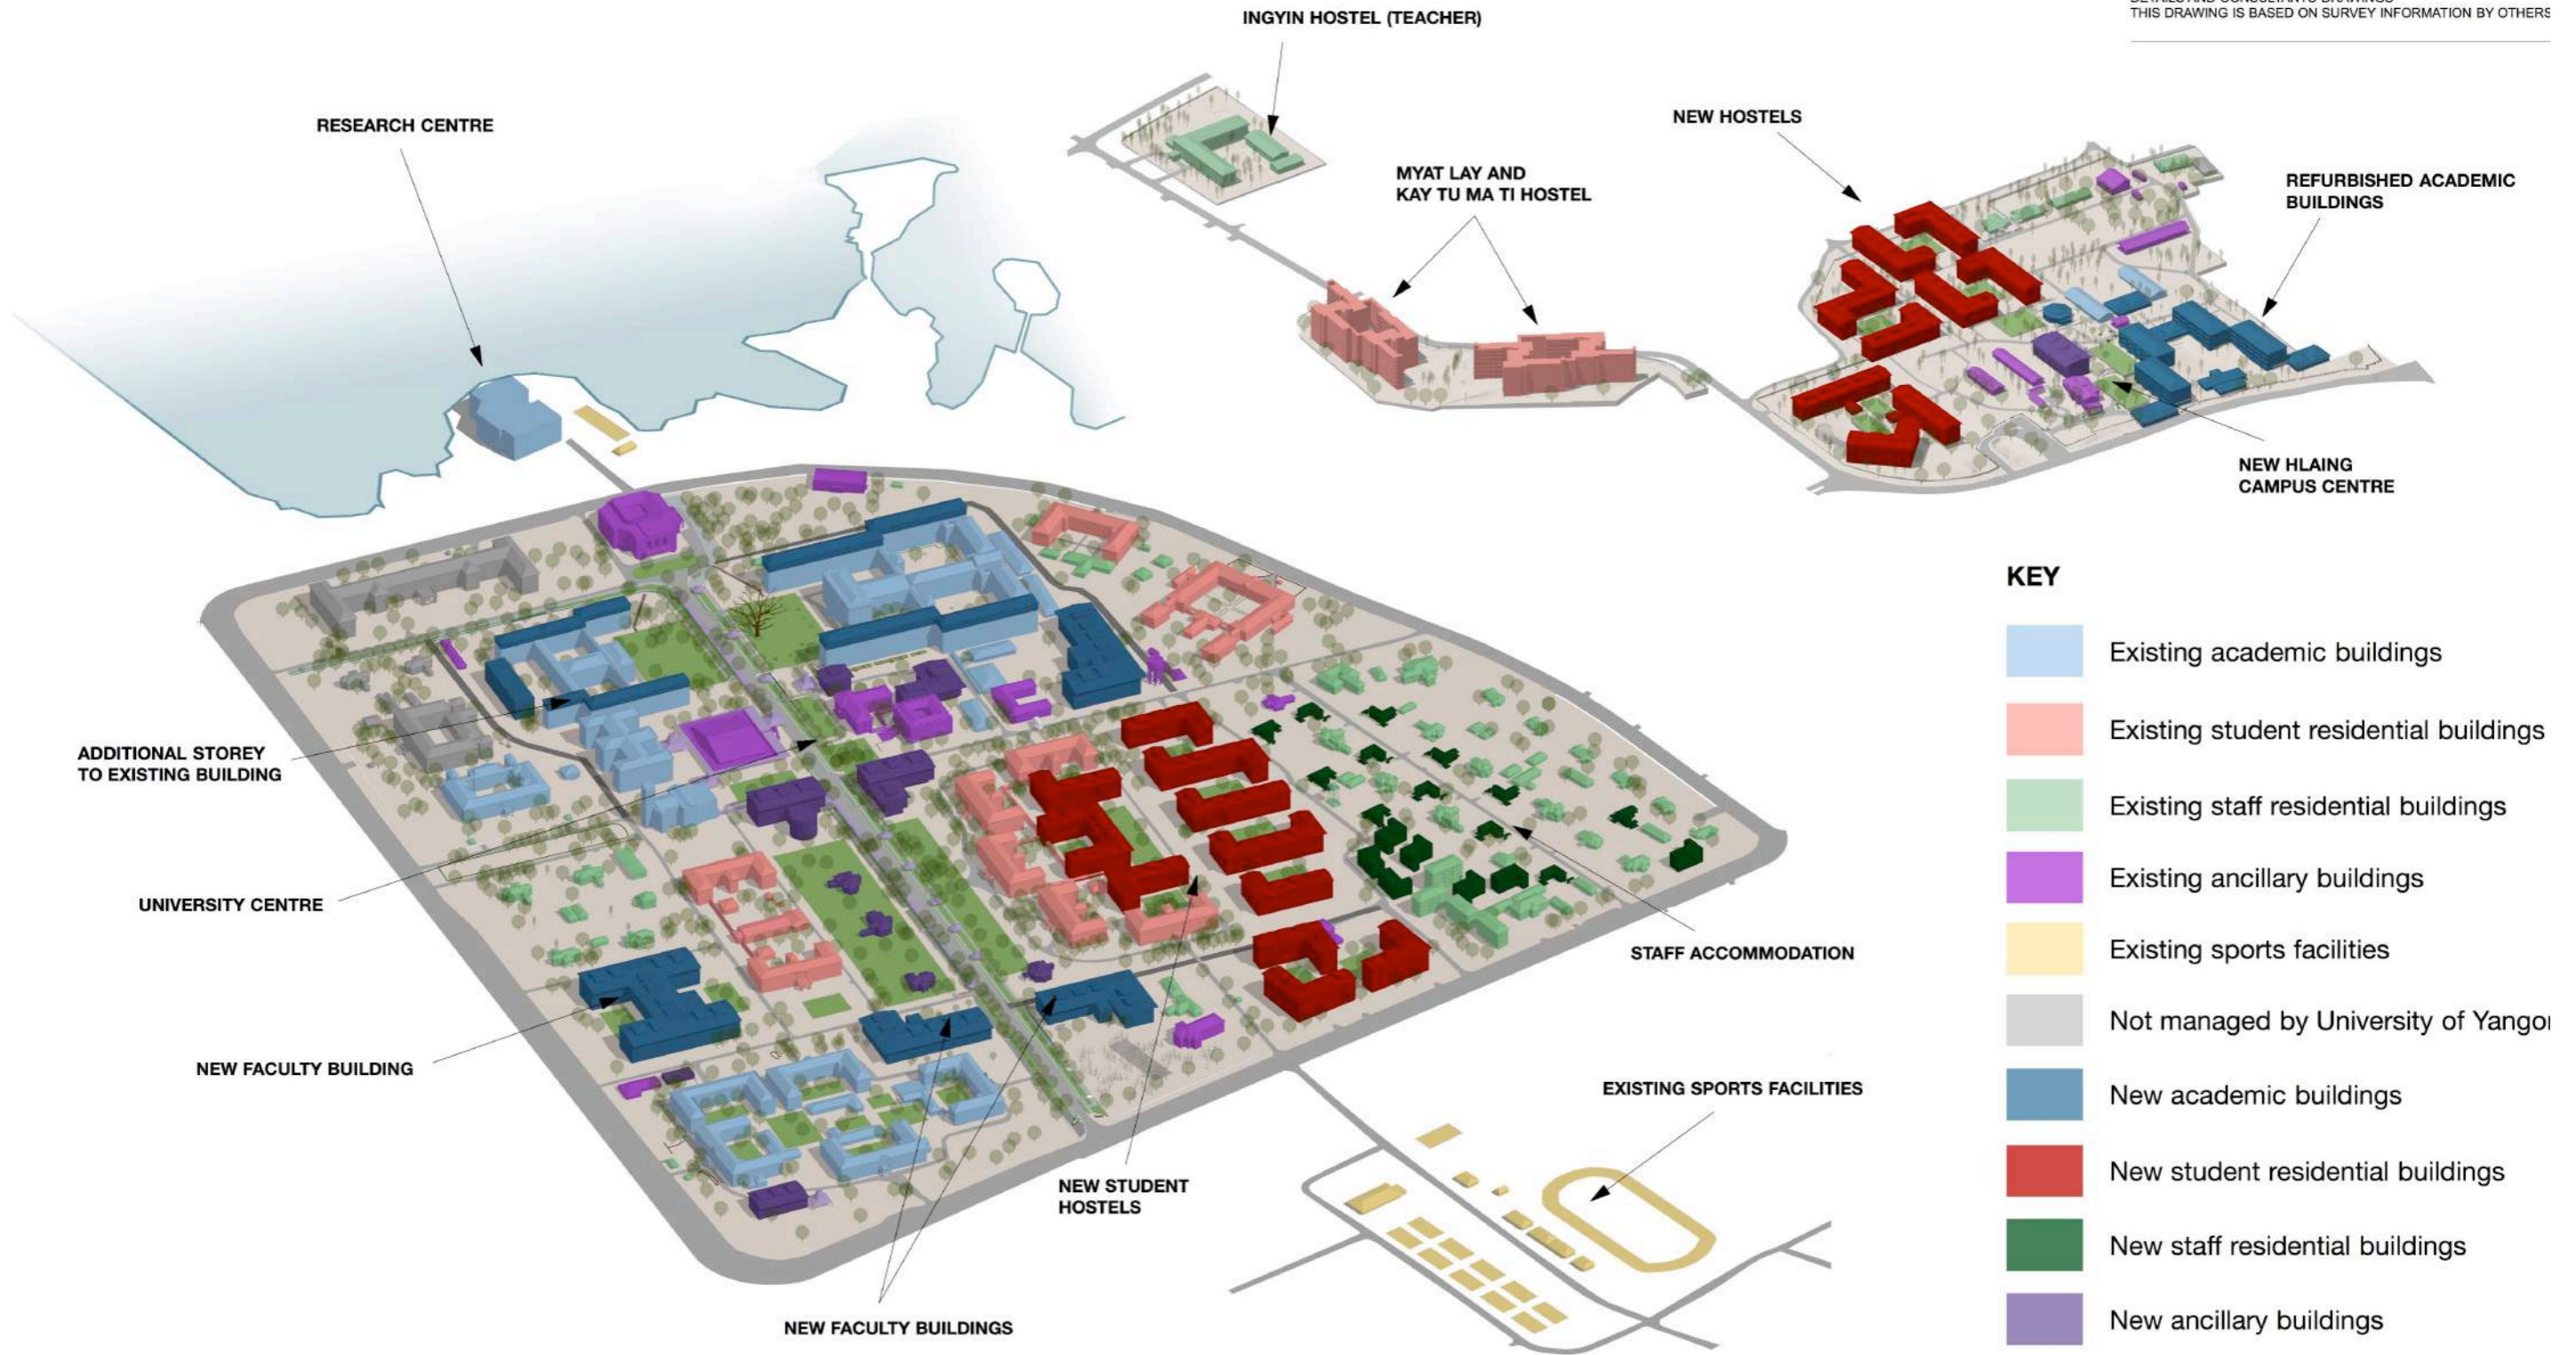 THIS DRAWING IS BASED ON SURVEY INFORMATION BY OTHERS
INGYIN HOSTEL (TEACHER)
RESEARCH CENTRE
NEW HOSTELS
MYAT LAY AND
KAY TU MA TI HOSTEL
REFURBISHED ACADEMIC
BUILDINGS
NEW HLAING
CAMPUS CENTRE
ADDITIONAL STOREY
TO EXISTING BUILDING
UNIVERSITY CENTRE
STAFF ACCOMMODATION
NEW FACULTY BUILDING
EXISTING SPORTS FACILITIES
NEW STUDENT
HOSTELS
NEW FACULTY BUILDINGS
KEY
Existing academic buildings
Existing student residential buildings
Existing staff residential buildings
Existing ancillary buildings
Existing sports facilities
Not managed by University of Yangon
New academic buildings
New student residential buildings
New staff residential buildings
New ancillary buildings